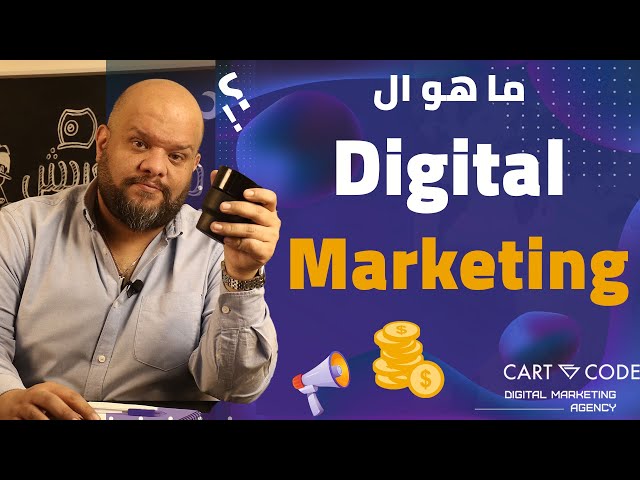 ما هو ال
Digital
Marketing
CART CODE
DIGITAL MARKETING
AGENCY